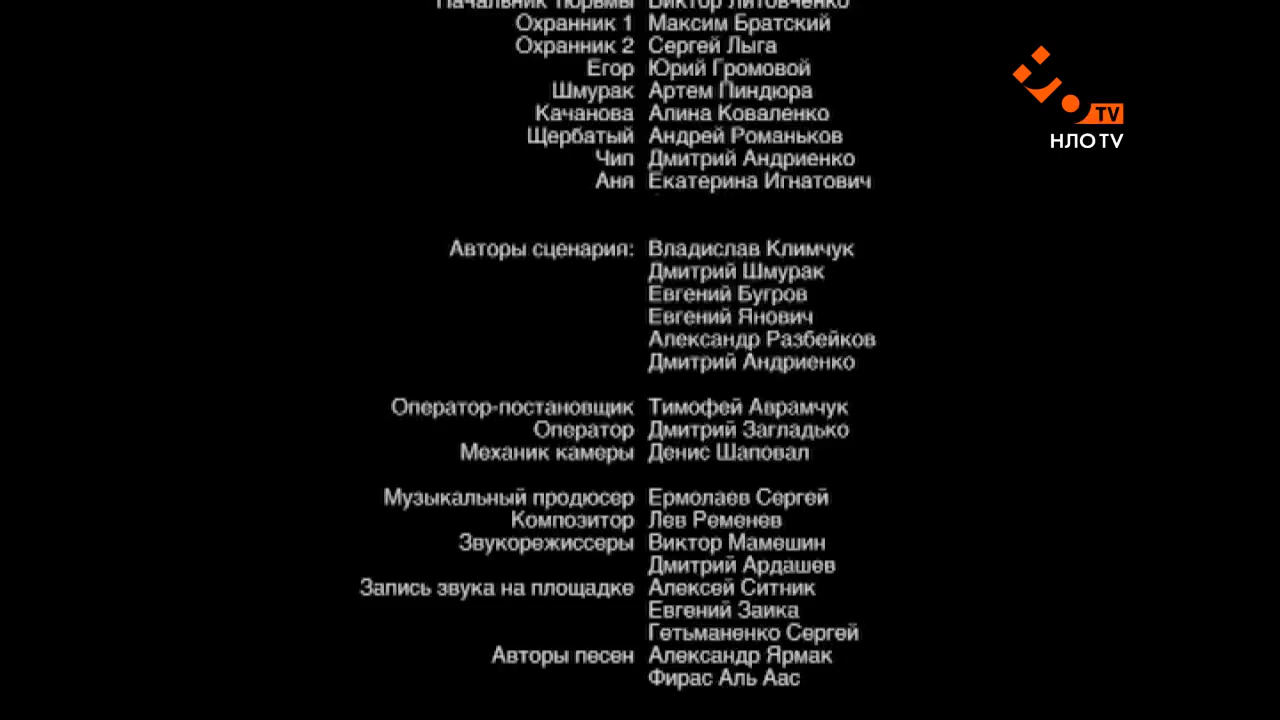 Начальник тюрьмы Виктор Литовченко
Охранник 1 Максим Братский
Охранник 2 Сергей Лыга
Егор Юрий Громовой
Шмурак Артем Пиндюра
Качанова Алина Коваленко
Щербатый Андрей Романьков
Чип Дмитрий Андриенко
Аня Екатерина Игнатович
Авторы сценария: Владислав Климчук
Дмитрий Шмурак
Евгений Бугров
Евгений Янович
Александр Разбейков
Дмитрий Андриенко
Оператор-постановщик Тимофей Аврамчук
Оператор Дмитрий Загладько
Механик камеры Денис Шаповал
Музыкальный продюсер Ермолаев Сергей
Композитор Лев Ременев
Звукорежиссеры Виктор Мамешин
Дмитрий Ардашев
Запись звука на площадке Алексей Ситник
Евгений Заика
Гетьманенко Сергей
Авторы песен Александр Ярмак
Фирас Аль Аас
TV
НЛО TV